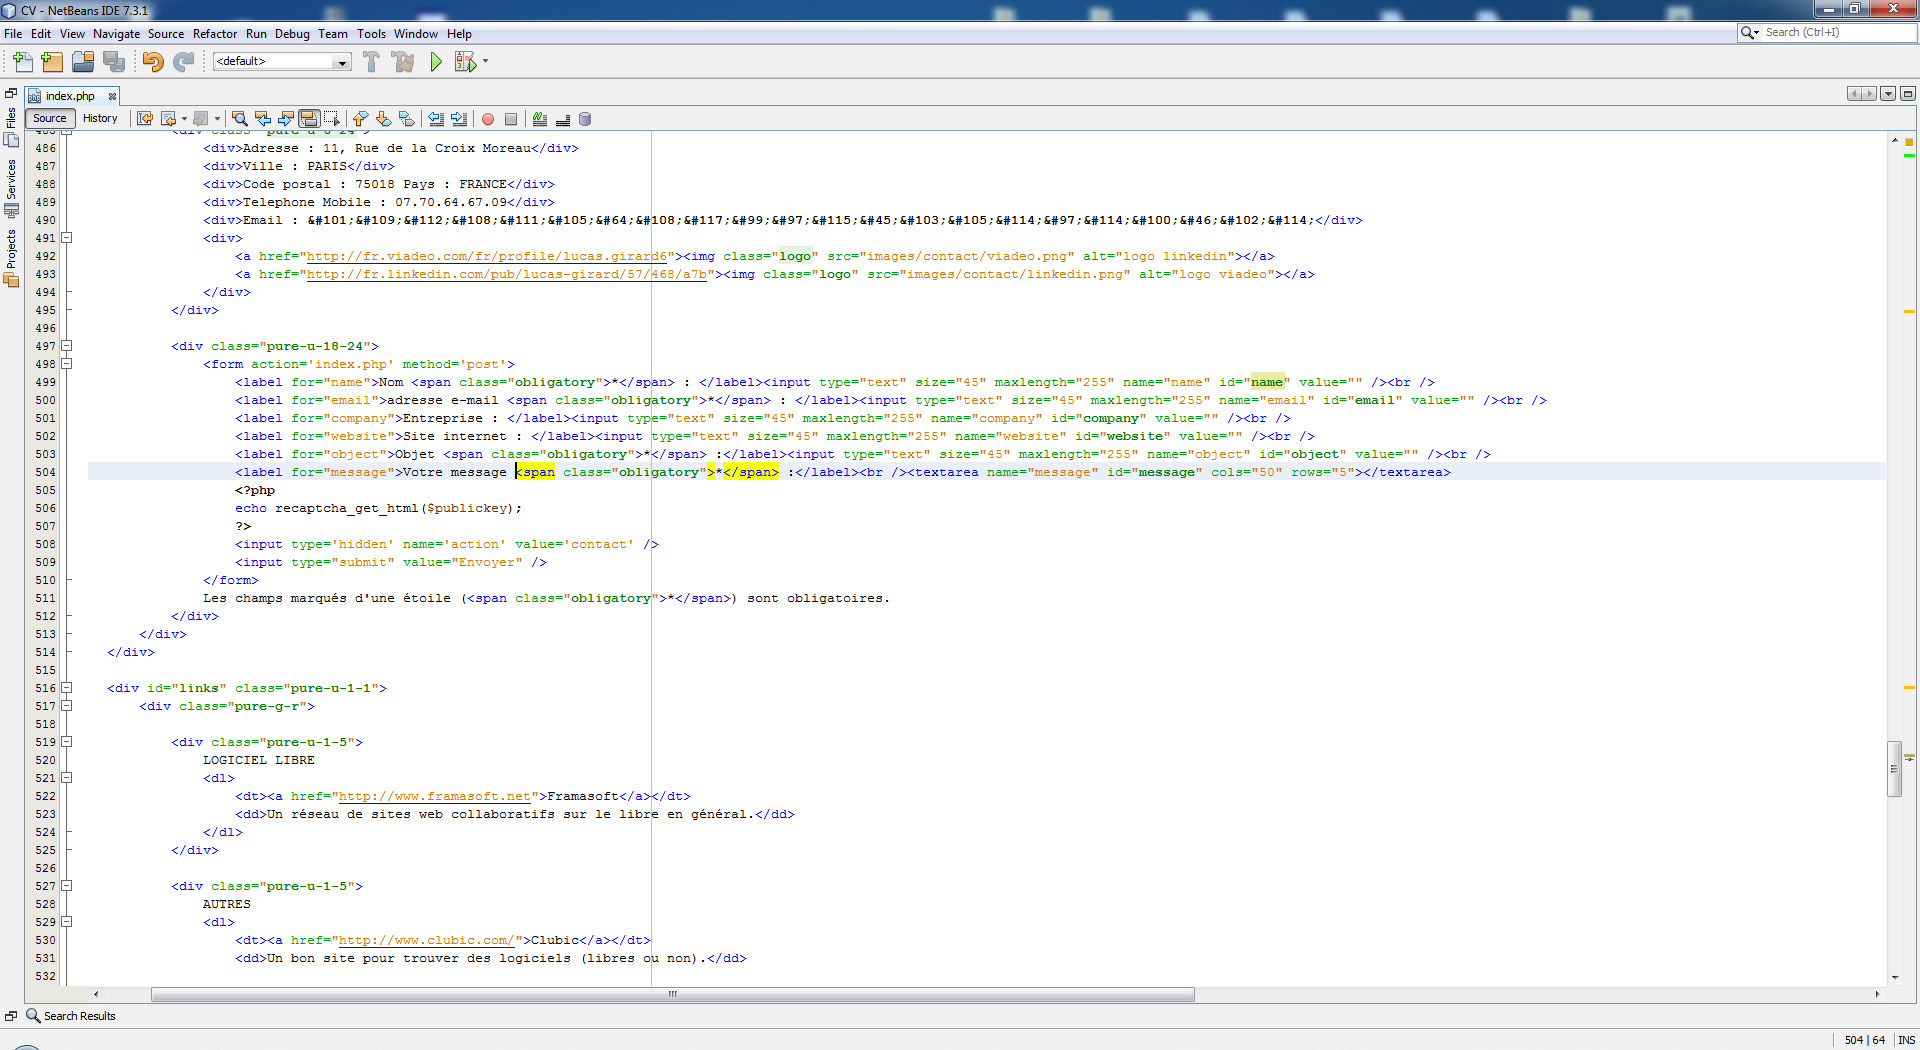 CV - NetBeans IDE 7.3.1
File Edit View Navigate Source Refactor Run Debug Team Tools Window Help
Search (Ctrl+I)
<default>
index.php
Source History
Files
Services
Projects
485 <div class="pure-u-6-24">
486 <div>Adresse : 11, Rue de la Croix Moreau</div>
487 <div>Ville : PARIS</div>
488 <div>Code postal : 75018 Pays : FRANCE</div>
489 <div>Telephone Mobile : 07.70.64.67.09</div>
490 <div>Email : &#101;&#109;&#112;&#108;&#111;&#105;&#64;&#108;&#117;&#99;&#97;&#115;&#45;&#103;&#105;&#114;&#97;&#114;&#100;&#46;&#102;&#114;</div>
491 <div>
492 <a href="http://fr.viadeo.com/fr/profile/lucas.girard6"><img class="logo" src="images/contact/viadeo.png" alt="logo linkedin"></a>
493 <a href="http://fr.linkedin.com/pub/lucas-girard/57/468/a7b"><img class="logo" src="images/contact/linkedin.png" alt="logo viadeo"></a>
494 </div>
495 </div>
496
497 <div class="pure-u-18-24">
498 <form action='index.php' method='post'>
499 <label for="name">Nom <span class="obligatory">*</span> : </label><input type="text" size="45" maxlength="255" name="name" id="name" value="" /><br />
500 <label for="email">adresse e-mail <span class="obligatory">*</span> : </label><input type="text" size="45" maxlength="255" name="email" id="email" value="" /><br />
501 <label for="company">Entreprise : </label><input type="text" size="45" maxlength="255" name="company" id="company" value="" /><br />
502 <label for="website">Site internet : </label><input type="text" size="45" maxlength="255" name="website" id="website" value="" /><br />
503 <label for="object">Objet <span class="obligatory">*</span> :</label><input type="text" size="45" maxlength="255" name="object" id="object" value="" /><br />
504 <label for="message">Votre message <span class="obligatory">*</span> :</label><br /><textarea name="message" id="message" cols="50" rows="5"></textarea>
505 <?php
506 echo recaptcha_get_html($publickey);
507 ?>
508 <input type='hidden' name='action' value='contact' />
509 <input type="submit" value="Envoyer" />
510 </form>
511 Les champs marqués d'une étoile (<span class="obligatory">*</span>) sont obligatoires.
512 </div>
513 </div>
514 </div>
515
516 <div id="links" class="pure-u-1-1">
517 <div class="pure-g-r">
518
519 <div class="pure-u-1-5">
520 LOGICIEL LIBRE
521 <dl>
522 <dt><a href="http://www.framasoft.net">Framasoft</a></dt>
523 <dd>Un réseau de sites web collaboratifs sur le libre en général.</dd>
524 </dl>
525 </div>
526
527 <div class="pure-u-1-5">
528 AUTRES
529 <dl>
530 <dt><a href="http://www.clubic.com/">Clubic</a></dt>
531 <dd>Un bon site pour trouver des logiciels (libres ou non).</dd>
532
Search Results
504 | 64 INS